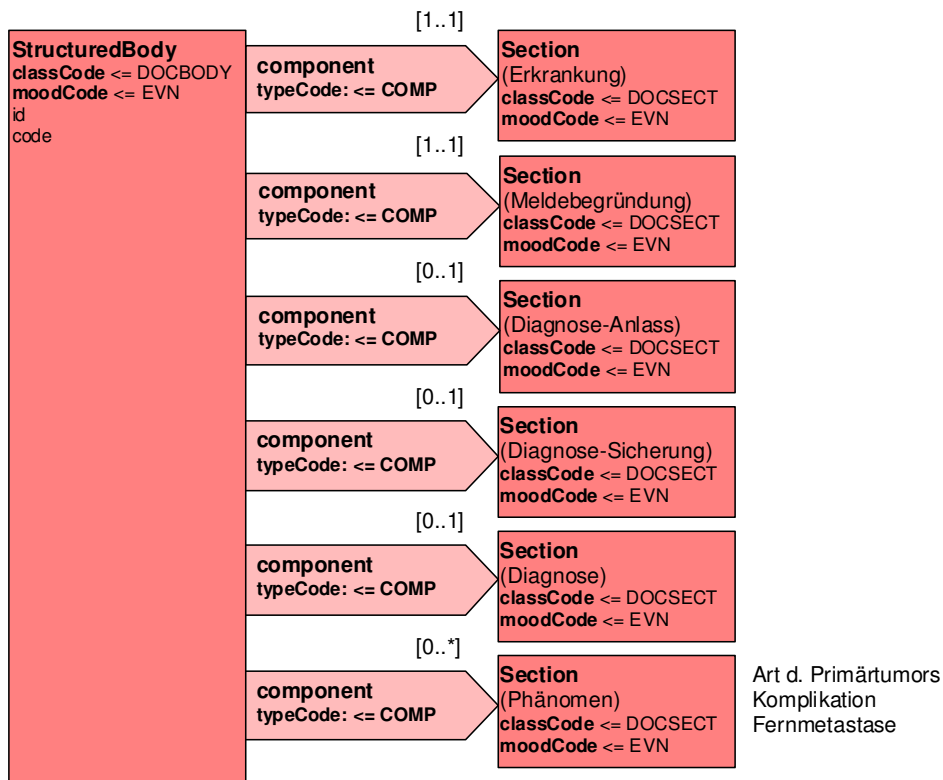 StructuredBody
classCode <= DOCBODY
moodCode <= EVN
id
code
[1..1]
component
typeCode: <= COMP
Section
(Erkrankung)
classCode <= DOCSECT
moodCode <= EVN
[1..1]
component
typeCode: <= COMP
Section
(Meldebegründung)
classCode <= DOCSECT
moodCode <= EVN
[0..1]
component
typeCode: <= COMP
Section
(Diagnose-Anlass)
classCode <= DOCSECT
moodCode <= EVN
[0..1]
component
typeCode: <= COMP
Section
(Diagnose-Sicherung)
classCode <= DOCSECT
moodCode <= EVN
[0..1]
component
typeCode: <= COMP
Section
(Diagnose)
classCode <= DOCSECT
moodCode <= EVN
[0..*]
component
typeCode: <= COMP
Section
(Phänomen)
classCode <= DOCSECT
moodCode <= EVN
Art d. Primärtumors
Komplikation
Fernmetastase